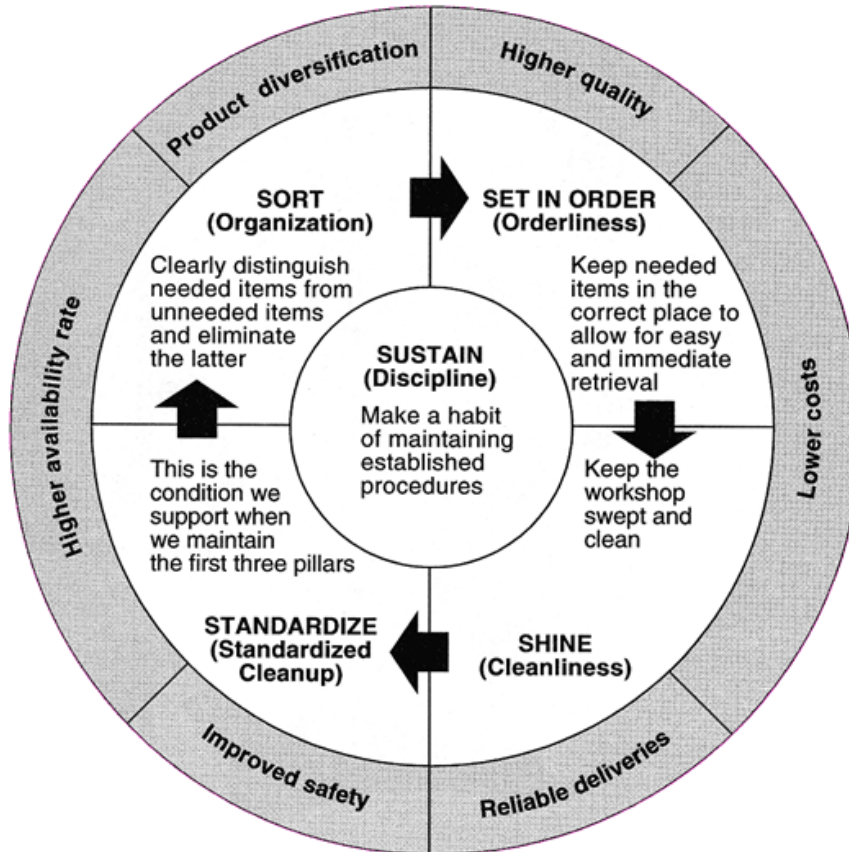 Product diversification
Higher quality
Lower costs
Reliable deliveries
Improved safety
Higher availability rate
SORT
(Organization)
Clearly distinguish
needed items from
unneeded items
and eliminate
the latter
SET IN ORDER
(Orderliness)
Keep needed
items in the
correct place to
allow for easy
and immediate
retrieval
SUSTAIN
(Discipline)
Make a habit
of maintaining
established
procedures
Keep the
workshop
swept and
clean
SHINE
(Cleanliness)
This is the
condition we
support when
we maintain
the first three pillars
STANDARDIZE
(Standardized
Cleanup)